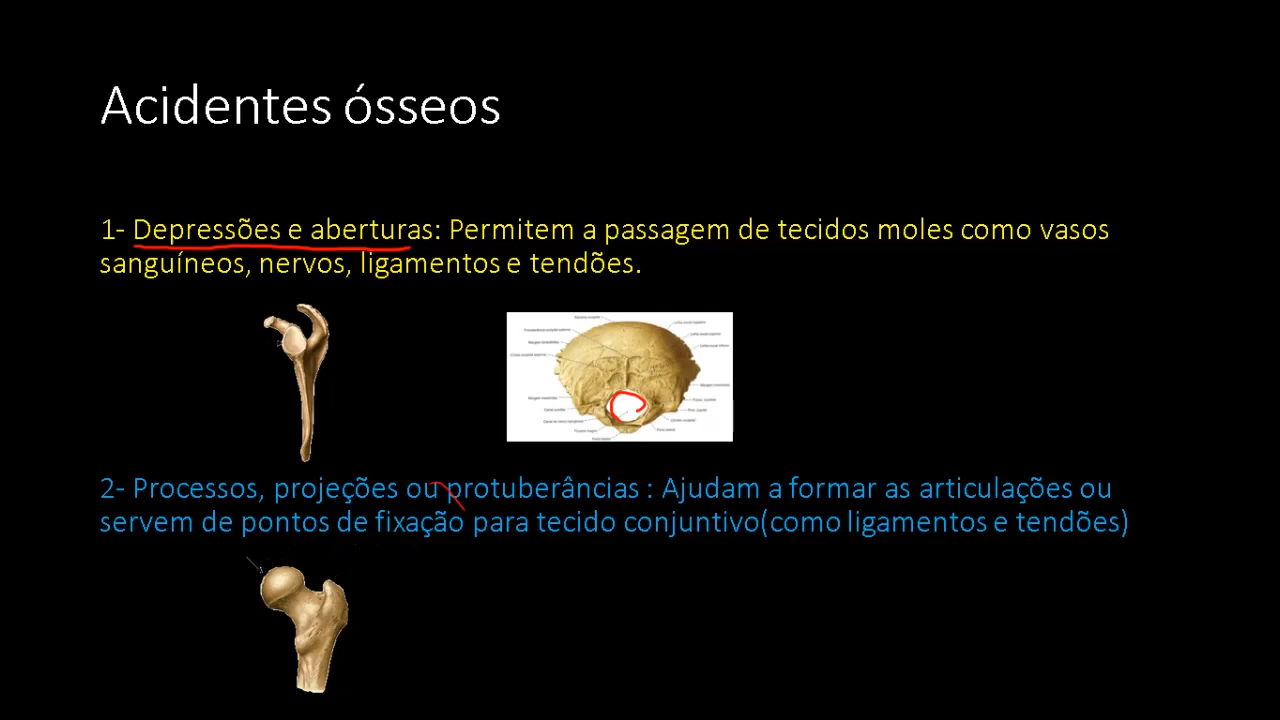 Acidentes ósseos
1- Depressões e aberturas: Permitem a passagem de tecidos moles como vasos
sanguíneos, nervos, ligamentos e tendões.
2- Processos, projeções ou protuberâncias : Ajudam a formar as articulações ou
servem de pontos de fixação para tecido conjuntivo(como ligamentos e tendões)